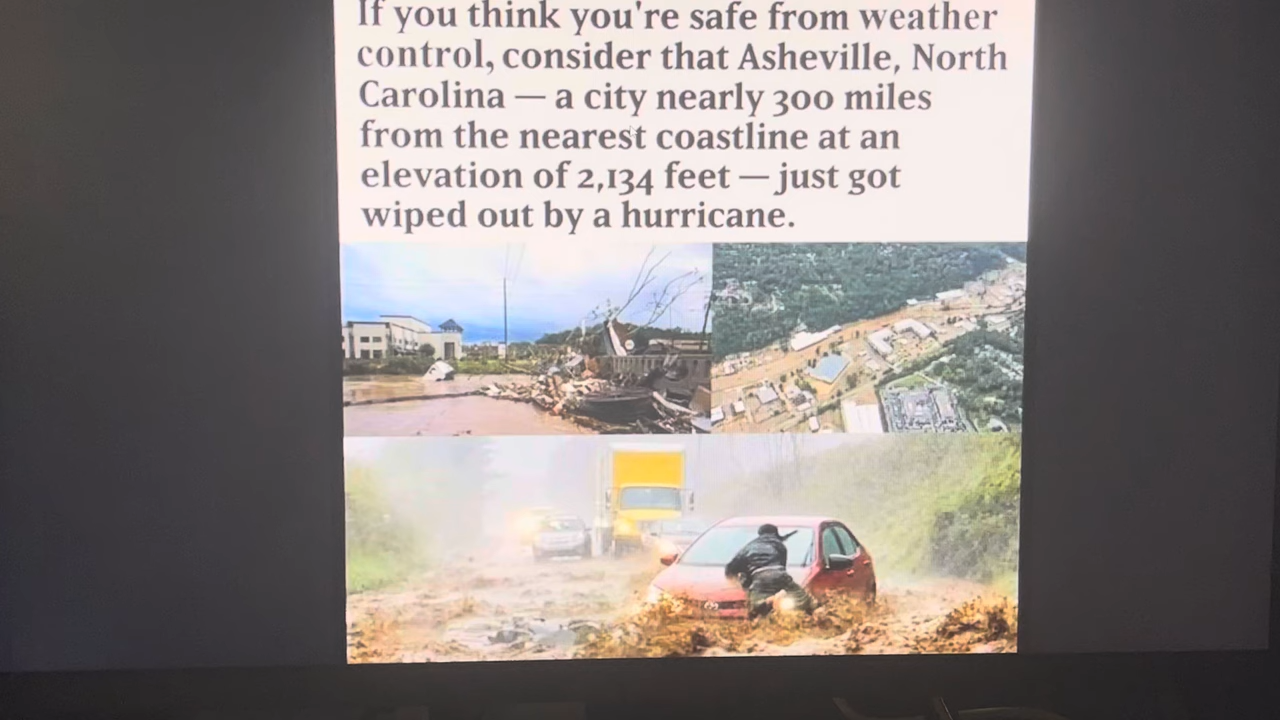 If you think you're safe from weather
control, consider that Asheville, North
Carolina — a city nearly 300 miles
from the nearest coastline at an
elevation of 2,134 feet — just got
wiped out by a hurricane.